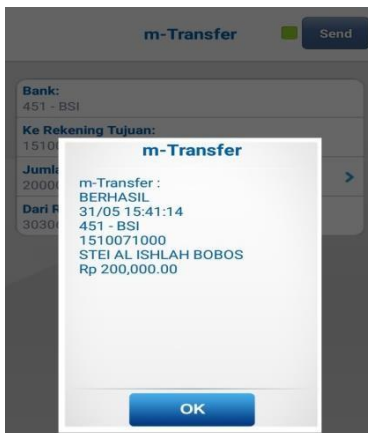 m-Transfer
Send
Bank:
451 - BSI
Ke Rekening Tujuan:
m-Transfer
m-Transfer :
BERHASIL
31/05 15:41:14
451 - BSI
1510071000
STEI AL ISHLAH BOBOS
Rp 200,000.00
OK